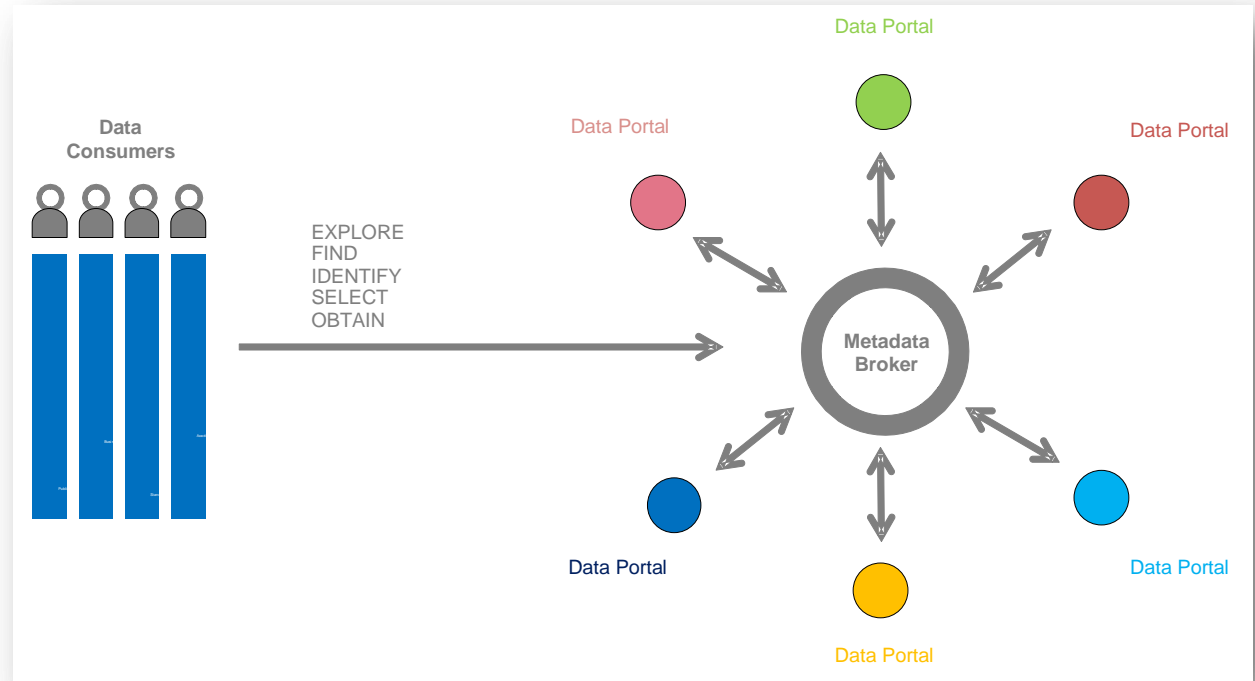 Data Portal
Data
Consumers
Data Portal
Data Portal
EXPLORE
FIND
IDENTIFY
SELECT
OBTAIN
Metadata
Broker
Data Portal
Data Portal
Data Portal